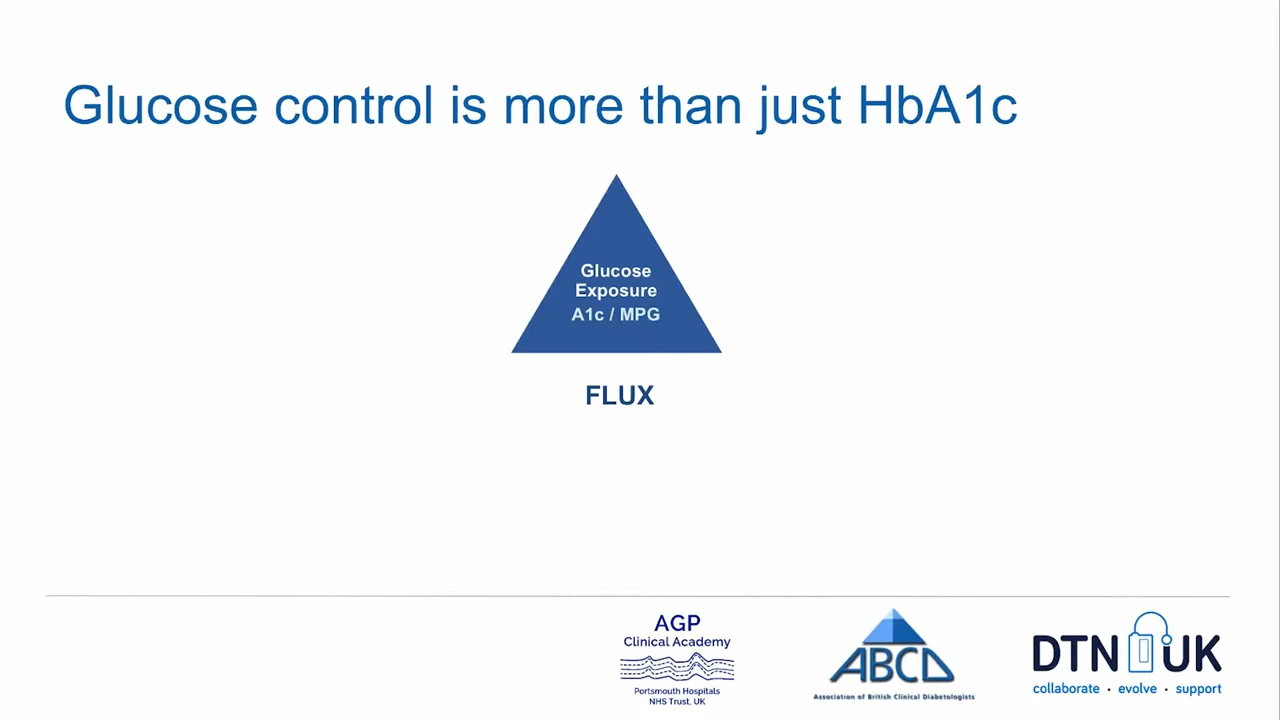 Glucose control is more than just HbA1c
Glucose
Exposure
A1c / MPG
FLUX
AGP
Clinical Academy
Portsmouth Hospitals
NHS Trust, UK
ABCD
Association of British Clinical Diabetologists
DTN UK
collaborate · evolve · support